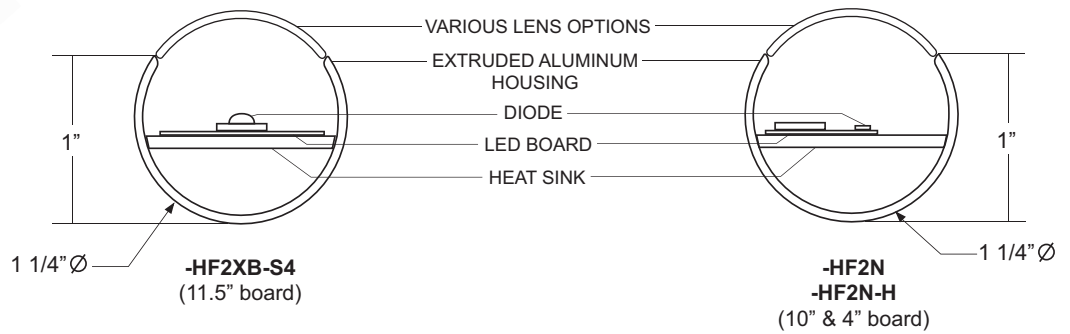 VARIOUS LENS OPTIONS
EXTRUDED ALUMINUM
HOUSING
DIODE
LED BOARD
HEAT SINK
1”
1”
1 1/4”Ø
1 1/4”Ø
-HF2XB-S4
(11.5” board)
-HF2N
-HF2N-H
(10” & 4” board)